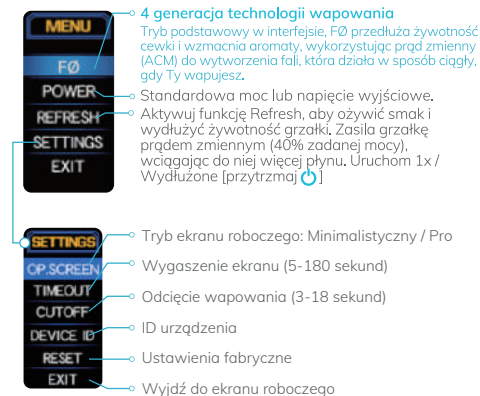 MENU
FØ
POWER
REFRESH
SETTINGS
EXIT
4 generacja technologii wapowania
Tryb podstawowy w interfejsie, FØ przedłuża żywotność
cewki i wzmacnia aromaty, wykorzystując prąd zmienny
(ACM) do wytworzenia fali, która działa w sposób ciągły,
gdy Ty wapujesz.
Standardowa moc lub napięcie wyjściowe.
Aktywuj funkcję Refresh, aby ożywić smak i
wydłużyć żywotność grzałki. Zasila grzałkę
prądem zmiennym (40% zadanej mocy),
wciągając do niej więcej płynu. Uruchom 1x /
Wydłużone [przytrzmaj ]
SETTINGS
OP.SCREEN
TIMEOUT
CUTOFF
DEVICE ID
RESET
EXIT
Tryb ekranu roboczego: Minimalistyczny / Pro
Wygaszenie ekranu (5-180 sekund)
Odcięcie wapowania (3-18 sekund)
ID urządzenia
Ustawienia fabryczne
Wyjdź do ekranu roboczego